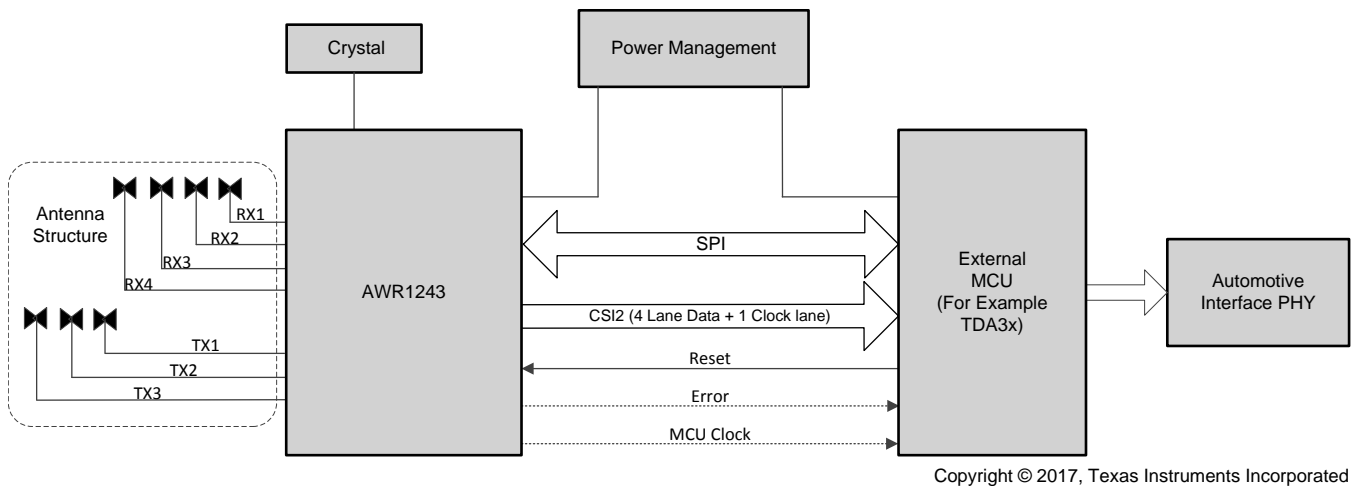 Crystal
Power Management
Antenna
Structure
RX1
RX2
RX3
RX4
TX1
TX2
TX3
AWR1243
SPI
CSI2 (4 Lane Data + 1 Clock lane)
Reset
Error
MCU Clock
External
MCU
(For Example
TDA3x)
Automotive
Interface PHY
Copyright © 2017, Texas Instruments Incorporated